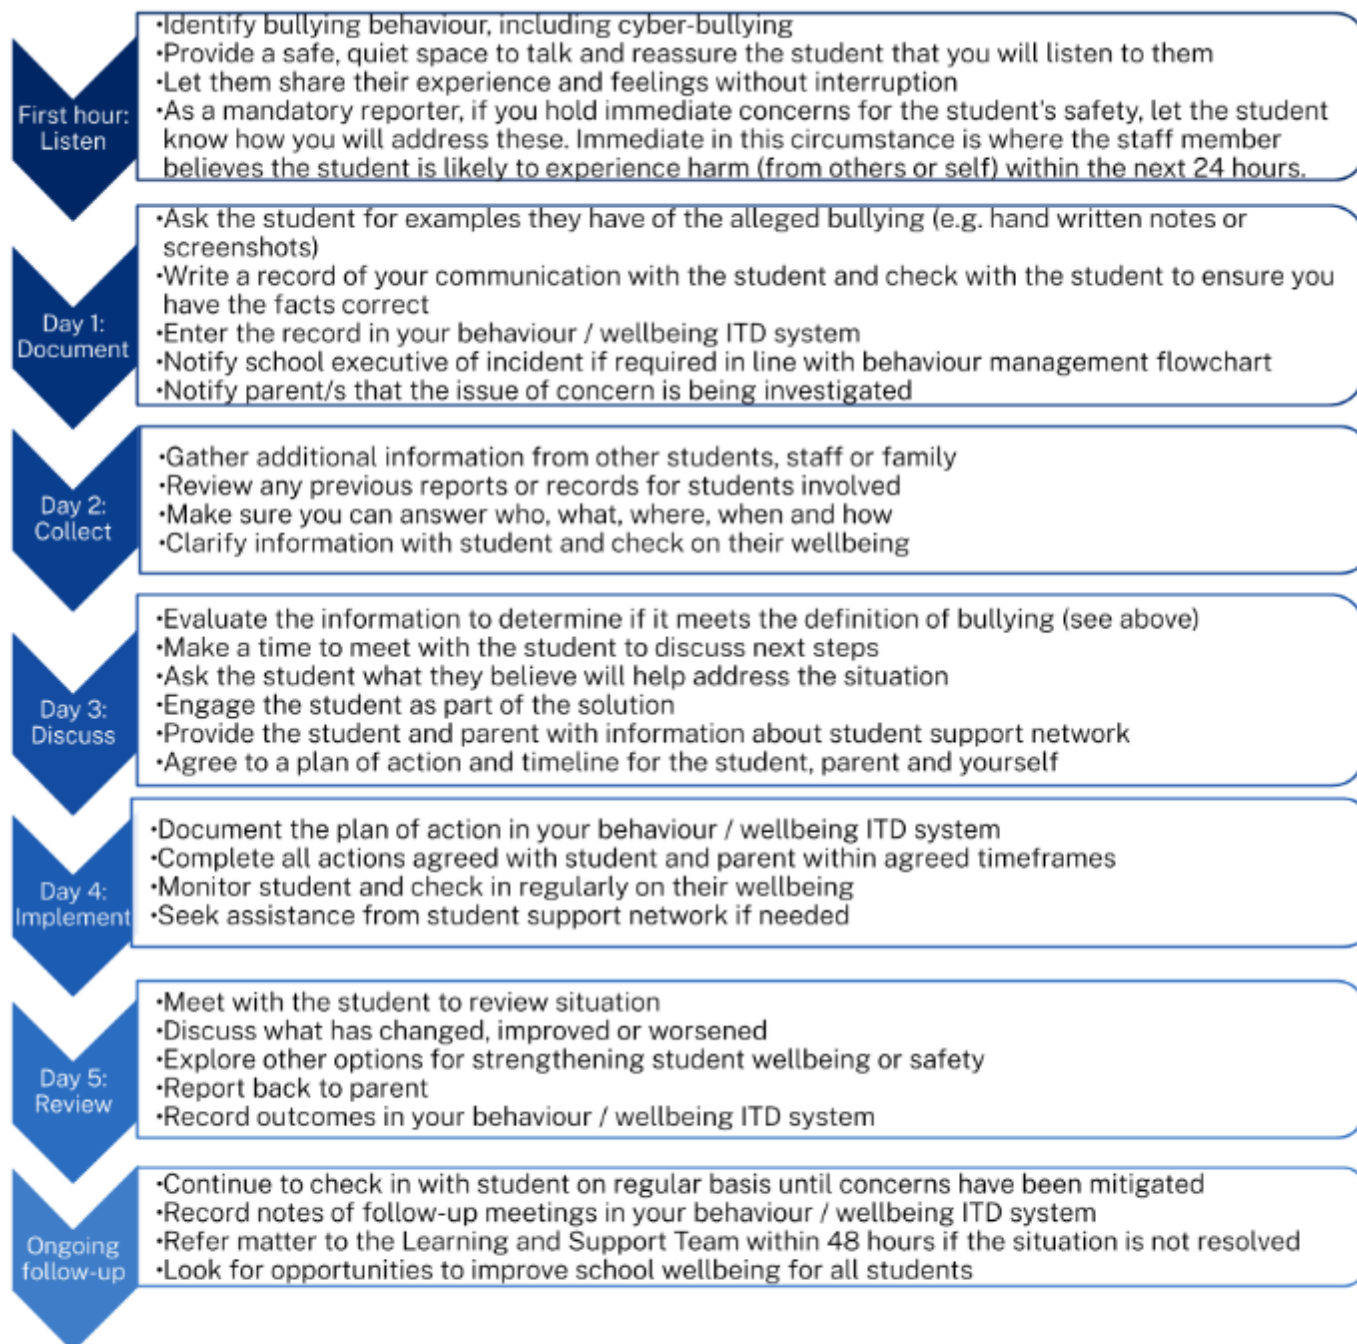 First hour:
Listen
•Identify bullying behaviour, including cyber-bullying
•Provide a safe, quiet space to talk and reassure the student that you will listen to them
•Let them share their experience and feelings without interruption
•As a mandatory reporter, if you hold immediate concerns for the student's safety, let the student
know how you will address these. Immediate in this circumstance is where the staff member
believes the student is likely to experience harm (from others or self) within the next 24 hours.
Day 1:
Document
•Ask the student for examples they have of the alleged bullying (e.g. hand written notes or
screenshots)
•Write a record of your communication with the student and check with the student to ensure you
have the facts correct
•Enter the record in your behaviour / wellbeing ITD system
•Notify school executive of incident if required in line with behaviour management flowchart
•Notify parent/s that the issue of concern is being investigated
Day 2:
Collect
•Gather additional information from other students, staff or family
•Review any previous reports or records for students involved
•Make sure you can answer who, what, where, when and how
•Clarify information with student and check on their wellbeing
Day 3:
Discuss
•Evaluate the information to determine if it meets the definition of bullying (see above)
•Make a time to meet with the student to discuss next steps
•Ask the student what they believe will help address the situation
•Engage the student as part of the solution
•Provide the student and parent with information about student support network
•Agree to a plan of action and timeline for the student, parent and yourself
Day 4:
Implement
•Document the plan of action in your behaviour / wellbeing ITD system
•Complete all actions agreed with student and parent within agreed timeframes
•Monitor student and check in regularly on their wellbeing
•Seek assistance from student support network if needed
Day 5:
Review
•Meet with the student to review situation
•Discuss what has changed, improved or worsened
•Explore other options for strengthening student wellbeing or safety
•Report back to parent
•Record outcomes in your behaviour / wellbeing ITD system
Ongoing
follow-up
•Continue to check in with student on regular basis until concerns have been mitigated
•Record notes of follow-up meetings in your behaviour / wellbeing ITD system
•Refer matter to the Learning and Support Team within 48 hours if the situation is not resolved
•Look for opportunities to improve school wellbeing for all students